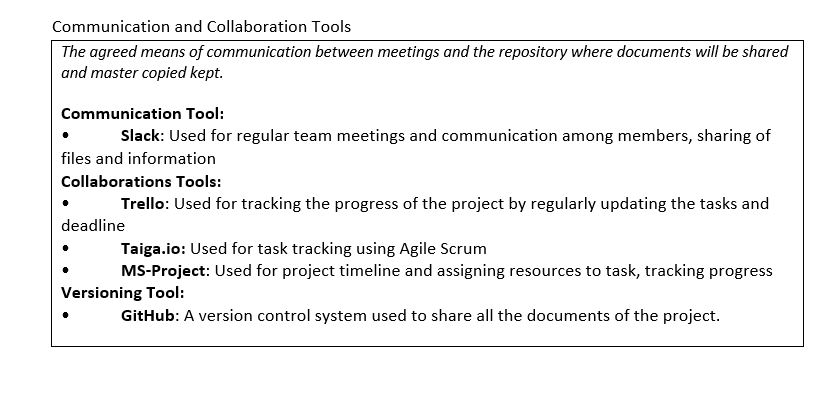 Communication and Collaboration Tools
The agreed means of communication between meetings and the repository where documents will be shared
and master copied kept.
Communication Tool:
• Slack: Used for regular team meetings and communication among members, sharing of
files and information
Collaborations Tools:
• Trello: Used for tracking the progress of the project by regularly updating the tasks and
deadline
• Taiga.io: Used for task tracking using Agile Scrum
• MS-Project: Used for project timeline and assigning resources to task, tracking progress
Versioning Tool:
• GitHub: A version control system used to share all the documents of the project.